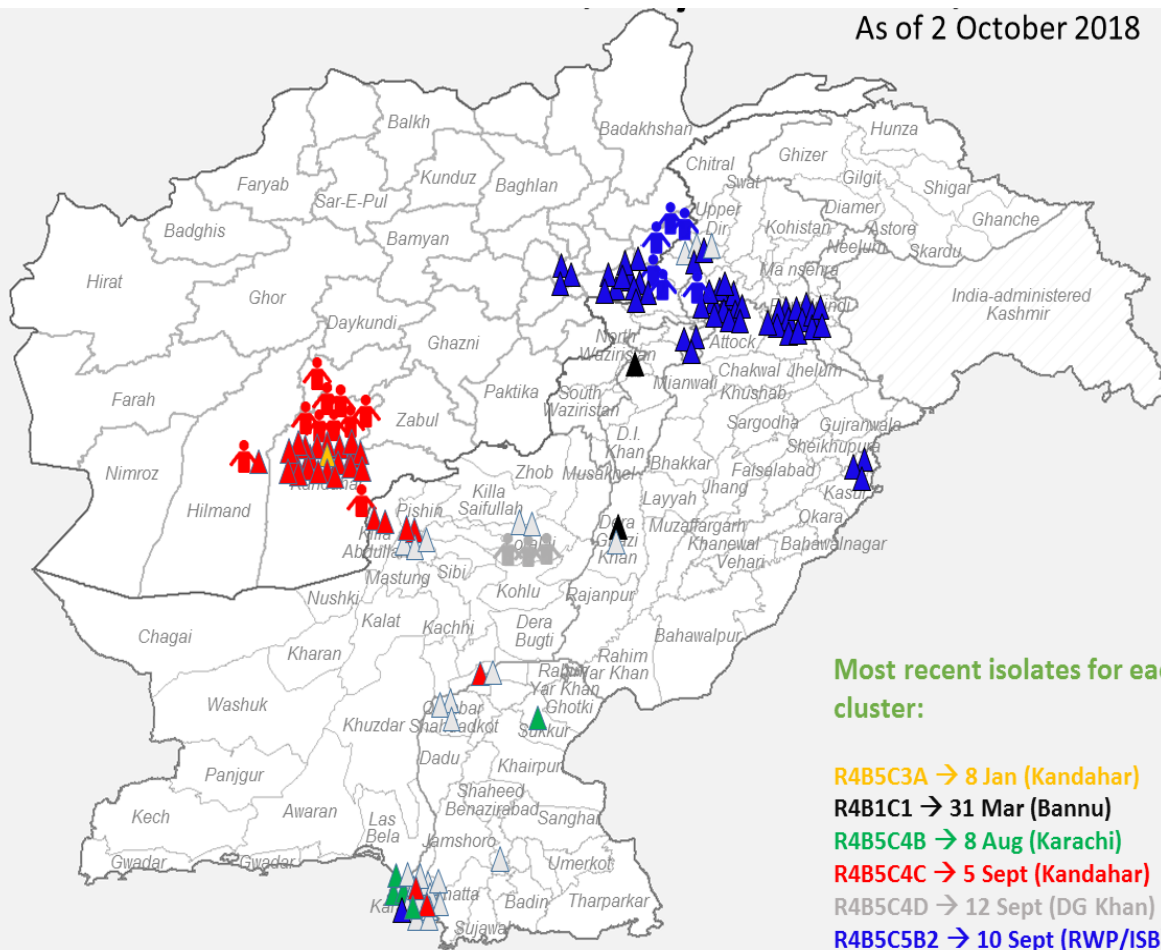 As of 2 October 2018
Hunza
Balkh
Badakhshan
Ghizer
Chitral
Gilgit
Kunduz
Baghlan
Faryab
Swat
Shigar
Sar-E-Pul
Diamer
Upper
Dir
Ghanche
Kohistan
Astore
Badghis
Bamyan
Neelum
Skardu
Hirat
Ma nsehra
Ghor
India-administered
Kashmir
Daykundi
Ghazni
North
Waziristan
Attock
Chakwal
Jhelum
Mianwali
Khushab
Paktika
South
Waziristan
Farah
Zabul
Sargodha
Gujranwala
D.I.
Khan
Sheikhupura
Nimroz
Zhob
Musakhel
Bhakkar
Faisalabad
Killa
Saifullah
Jhang
Kasur
Hilmand
Layyah
Pishin
Okara
Dera
Ghazi
Khan
Muzaffargarh
Killa
Abdullah
Khanewal
Bahawalnagar
Vehari
Mastung
Sibi
Kohlu
Rajanpur
Nushki
Kalat
Kachhi
Dera
Bugti
Chagai
Bahawalpur
Kharan
Rahim
Yar Khan
Rahim
Yar Khan
Ghotki
Washuk
Khuzdar
Sukkur
Dadu
Khairpur
Panjgur
Shaheed
Benazirabad
Kech
Awaran
Las
Bela
Sanghar
Jamshoro
Gwadar
Gwadar
Umerkot
Badin
Tharparkar
Sujawal
Most recent isolates for
cluster:
R4B5C3A → 8 Jan (Kandahar)
R4B1C1 → 31 Mar (Bannu)
R4B5C4B → 8 Aug (Karachi)
R4B5C4C → 5 Sept (Kandahar)
R4B5C4D → 12 Sept (DG Khan)
R4B5C5B2 → 10 Sept (RWP/ISB